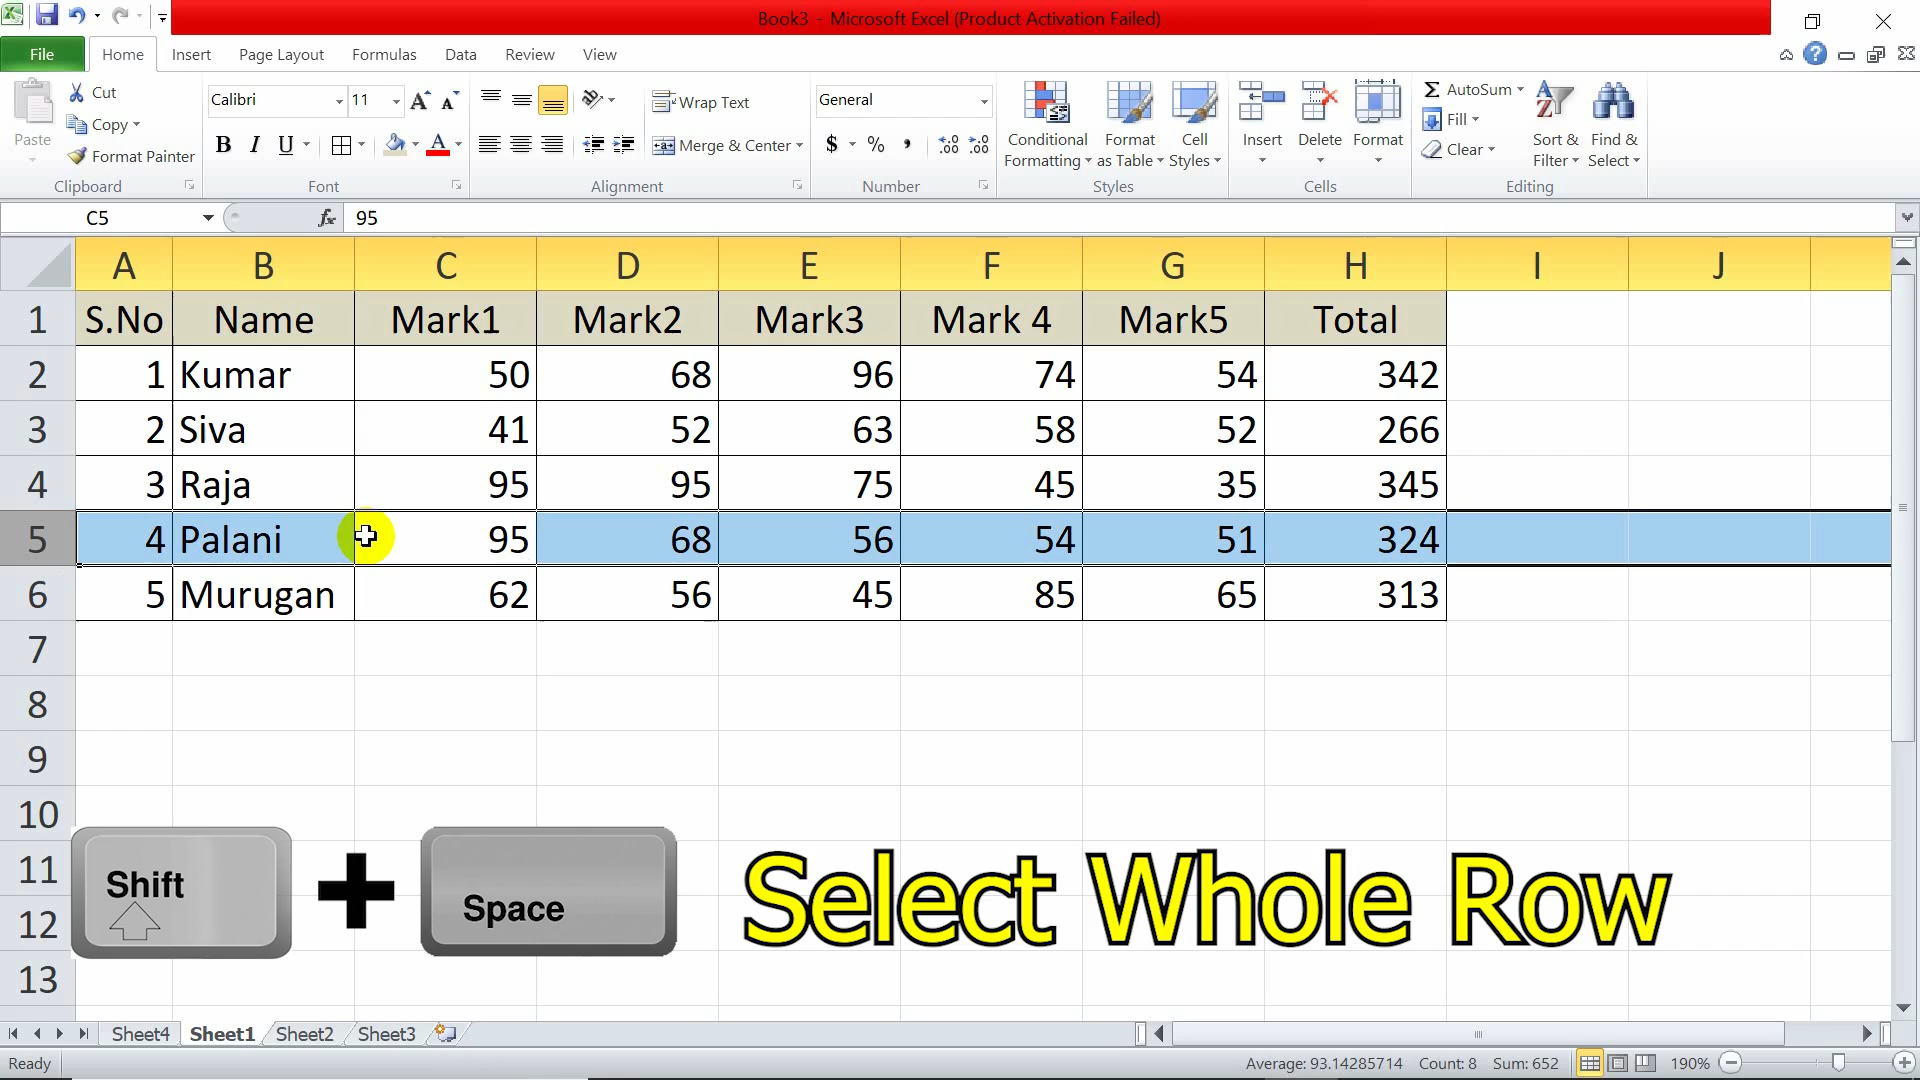 Book3 - Microsoft Excel (Product Activation Failed)
File Home Insert Page Layout Formulas Data Review View
Paste Cut Copy Format Painter
Calibri 11
B I U
Wrap Text
Merge & Center
General
$ % ,
Conditional Formatting Format as Table Cell Styles
Insert Delete Format
AutoSum
Fill
Clear
Sort & Filter Find & Select
Clipboard Font Alignment Number Styles Cells Editing
C5 fx 95
A B C D E F G H I J
1 S.No Name Mark1 Mark2 Mark3 Mark 4 Mark5 Total
2 1 Kumar 50 68 96 74 54 342
3 2 Siva 41 52 63 58 52 266
4 3 Raja 95 95 75 45 35 345
5 4 Palani 95 68 56 54 51 324
6 5 Murugan 62 56 45 85 65 313
7
8
9
10
11
12
13
Shift + Space Select Whole Row
Sheet4 Sheet1 Sheet2 Sheet3
Ready Average: 93.14285714 Count: 8 Sum: 652 190%